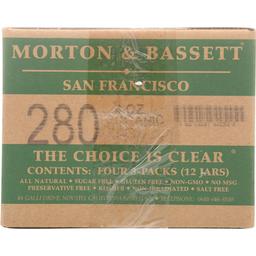 MORTON & BASSETT
SAN FRANCISCO
280
OZ
THE CHOICE IS CLEAR
CONTENTS: FOUR 3-PACKS (12 JARS)
ALL NATURAL • SUGAR FREE • GLUTEN FREE • NON-GMO • NO MSG
PRESERVATIVE FREE • KOSHER • NON-IRRADIATED • SALT FREE